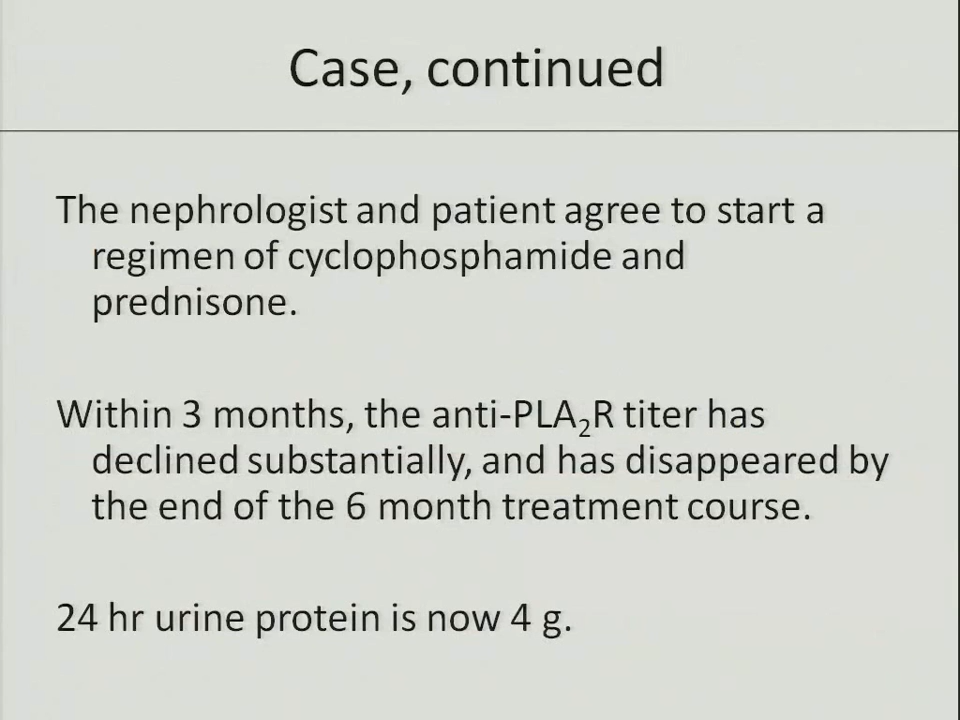 Case, continued
The nephrologist and patient agree to start a
regimen of cyclophosphamide and
prednisone.
Within 3 months, the anti-PLA₂R titer has
declined substantially, and has disappeared by
the end of the 6 month treatment course.
24 hr urine protein is now 4 g.